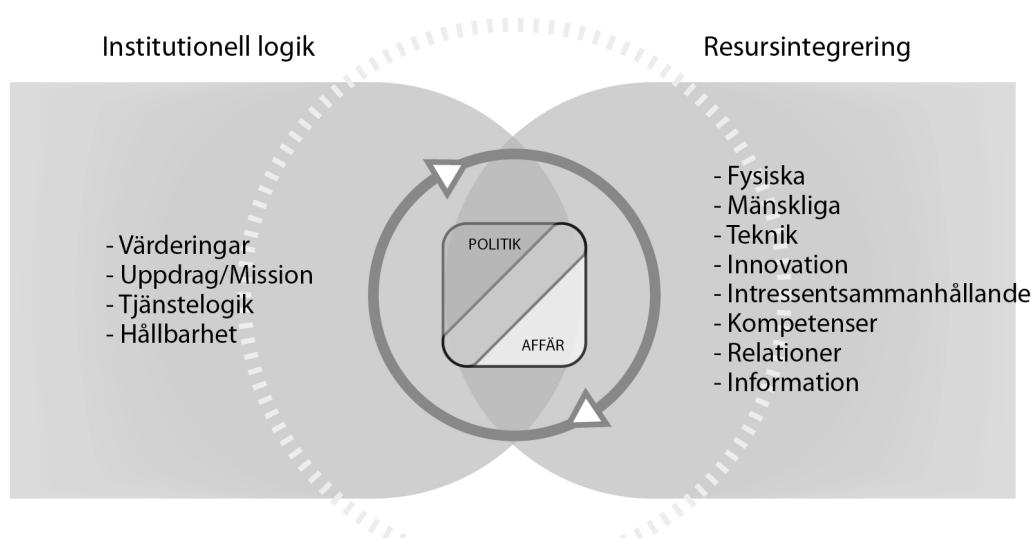 Institutionell logik
Resursintegrering
- Värderingar
- Uppdrag/Mission
- Tjänstelogik
- Hållbarhet
POLITIK
AFFÄR
- Fysiska
- Mänskliga
- Teknik
- Innovation
- Intressentsammanhållande
- Kompetenser
- Relationer
- Information